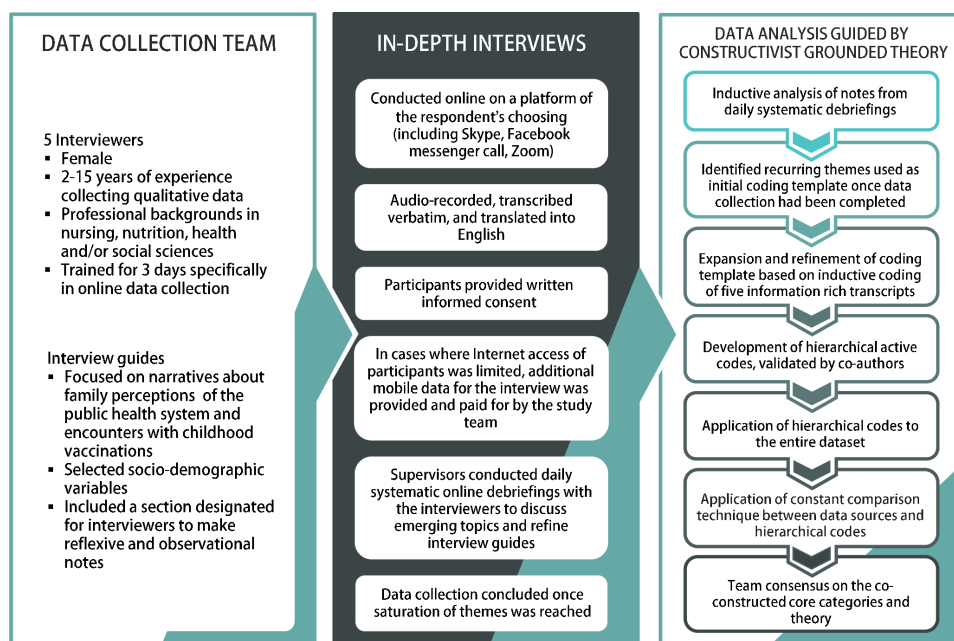 DATA COLLECTION TEAM
5 Interviewers
▪ Female
▪ 2-15 years of experience
collecting qualitative data
▪ Professional backgrounds in
nursing, nutrition, health
and/or social sciences
▪ Trained for 3 days specifically
in online data collection
Interview guides
▪ Focused on narratives about
family perceptions of the
public health system and
encounters with childhood
vaccinations
▪ Selected socio-demographic
variables
▪ Included a section designated
for interviewers to make
reflexive and observational
notes
IN-DEPTH INTERVIEWS
Conducted online on a platform of
the respondent's choosing
(including Skype, Facebook
messenger call, Zoom)
Audio-recorded, transcribed
verbatim, and translated into
English
Participants provided written
informed consent
In cases where Internet access of
participants was limited, additional
mobile data for the interview was
provided and paid for by the study
team
Supervisors conducted daily
systematic online debriefings with
the interviewers to discuss
emerging topics and refine
interview guides
Data collection concluded once
saturation of themes was reached
DATA ANALYSIS GUIDED BY
CONSTRUCTIVIST GROUNDED THEORY
Inductive analysis of notes from
daily systematic debriefings
Identified recurring themes used as
initial coding template once data
collection had been completed
Expansion and refinement of coding
template based on inductive coding
of five information rich transcripts
Development of hierarchical active
codes, validated by co-authors
Application of hierarchical codes to
the entire dataset
Application of constant comparison
technique between data sources and
hierarchical codes
Team consensus on the co-
constructed core categories and
theory